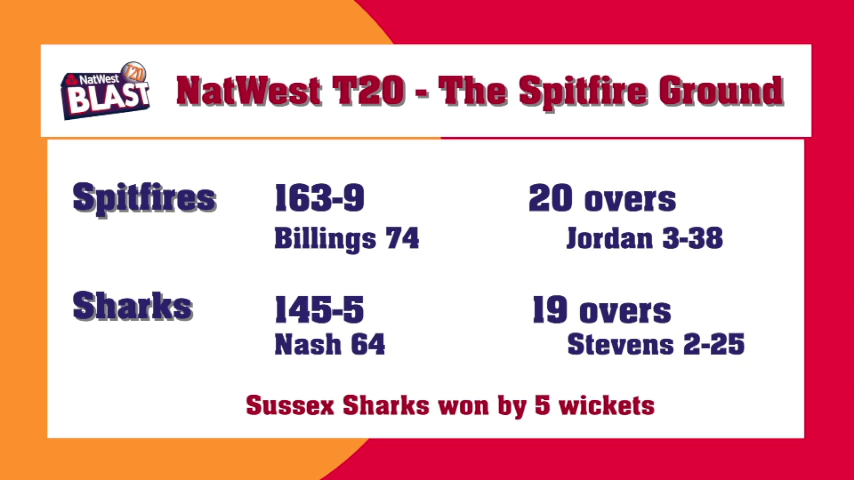 NatWest T20 BLAST
NatWest T20 - The Spitfire Ground
Spitfires 163-9 20 overs
Billings 74 Jordan 3-38
Sharks 145-5 19 overs
Nash 64 Stevens 2-25
Sussex Sharks won by 5 wickets